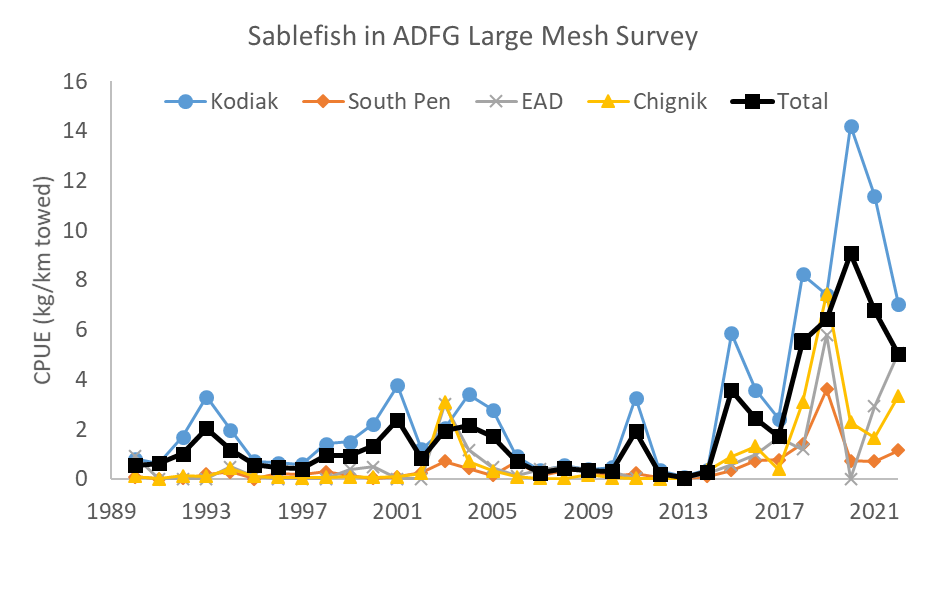 Sablefish in ADFG Large Mesh Survey
16
Kodiak South Pen EAD Chignik Total
14
12
10
8
6
4
2
0
CPUE (kg/km towed)
1989 1993 1997 2001 2005 2009 2013 2017 2021